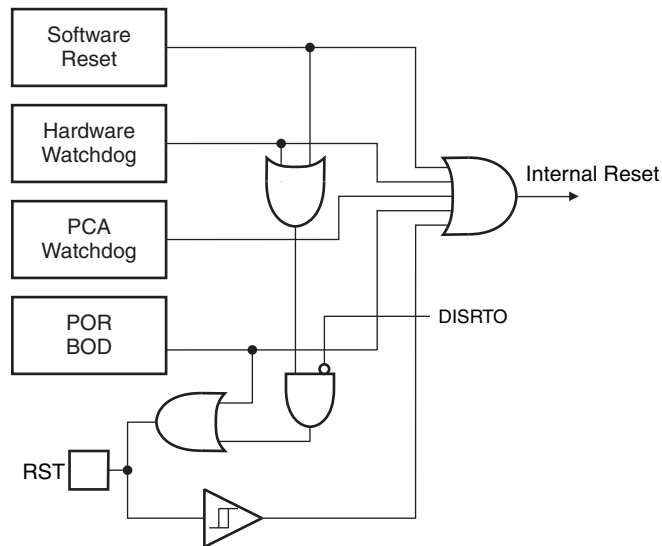 Software
Reset
Hardware
Watchdog
Internal Reset
PCA
Watchdog
POR
BOD
DISRTO
RST